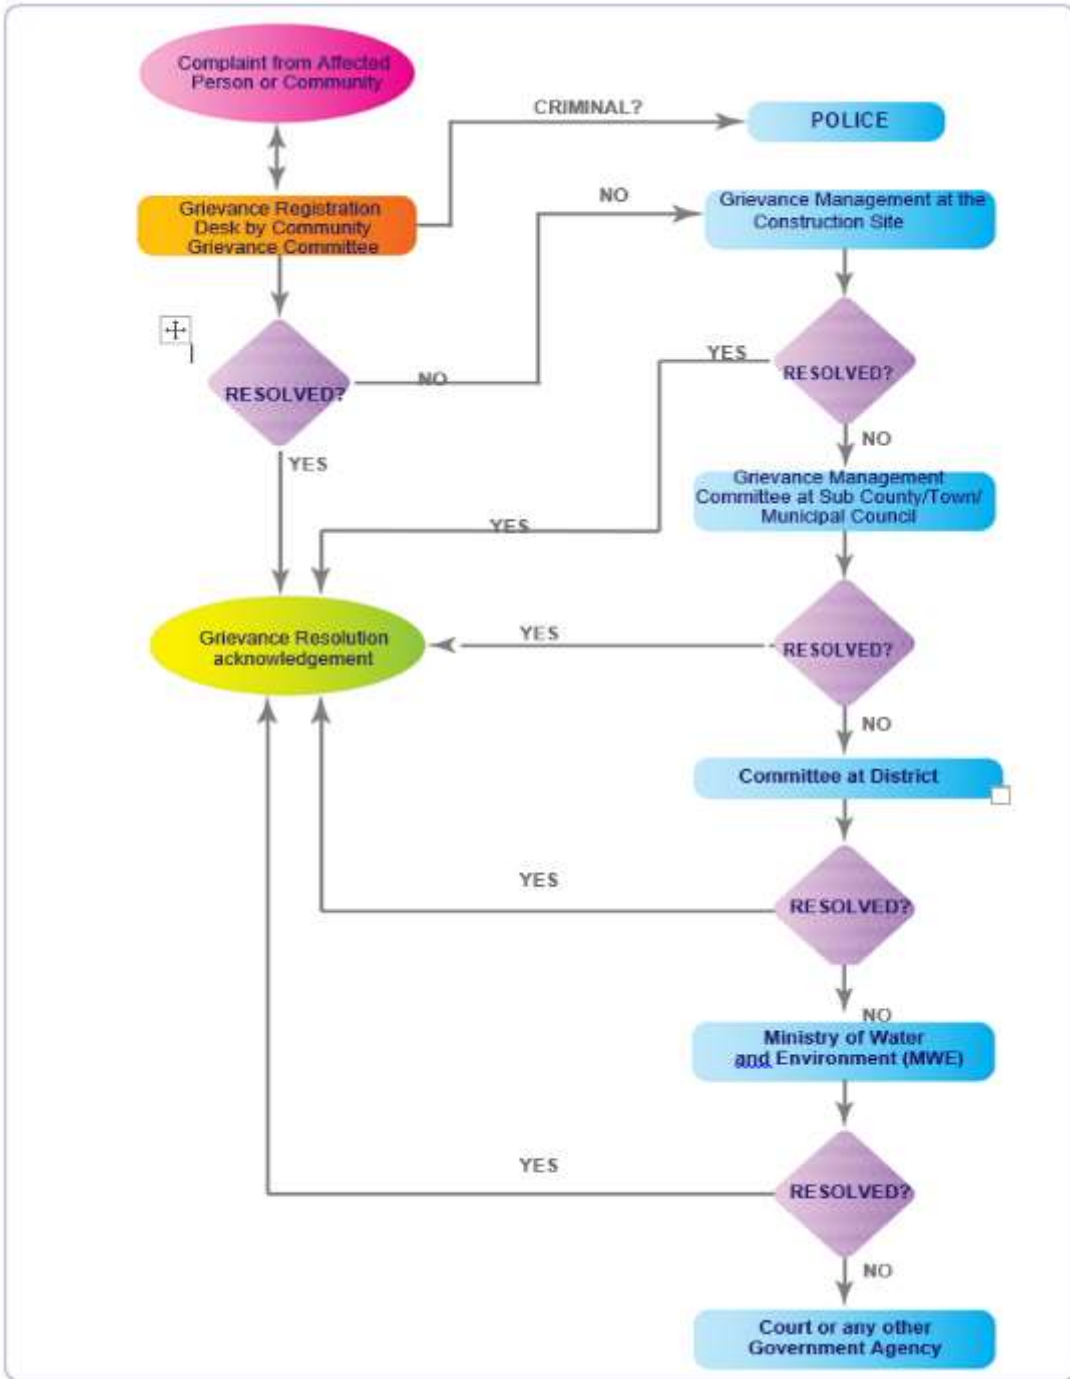 Complaint from Affected
Person or Community
CRIMINAL?
POLICE
Grievance Registration
Desk by Community
Grievance Committee
NO
Grievance Management at the
Construction Site
RESOLVED?
NO
YES
RESOLVED?
YES
NO
Grievance Management
Committee at Sub County/Town/
Municipal Council
YES
Grievance Resolution
acknowledgement
YES
RESOLVED?
NO
Committee at District
YES
RESOLVED?
NO
Ministry of Water
and Environment (MWE)
YES
RESOLVED?
NO
Court or any other
Government Agency